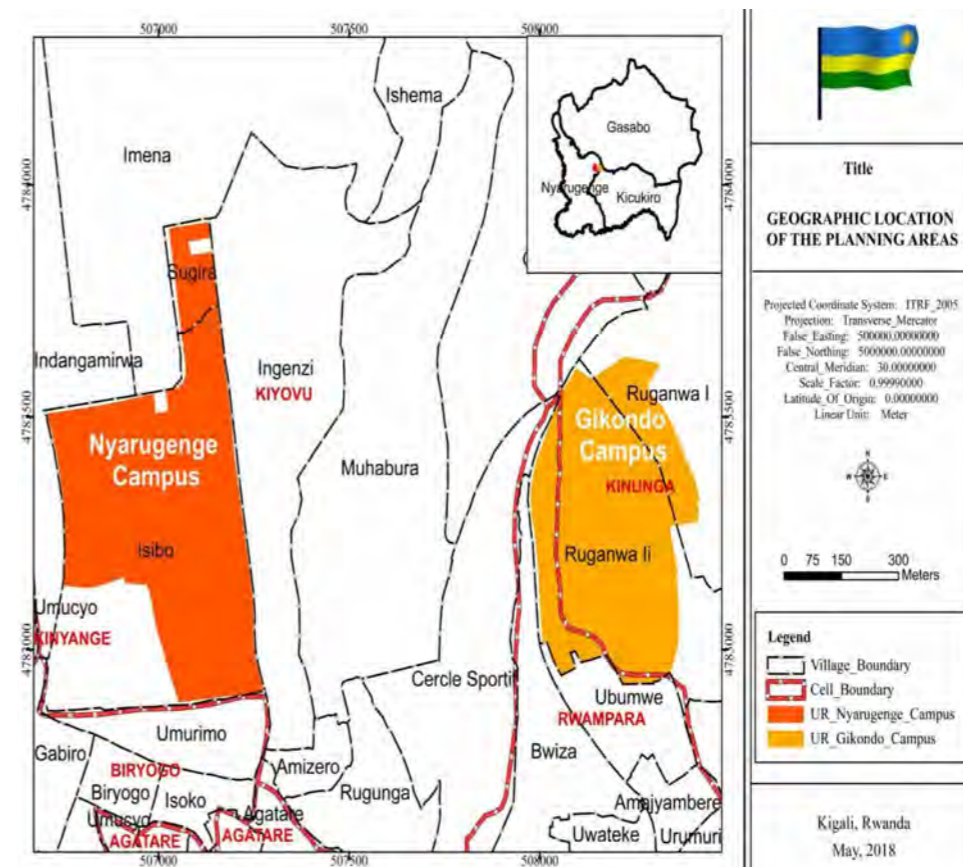 507000
507500
508000
4784000
4783500
4783000
Ishema
Imena
Gasabo
Nyarugenge
Kicukiro
Sugira
Indangamirwa
Ingenzi
KIYOVU
Ruganwa I
Nyarugenge
Campus
Muhabura
Gikondo
Campus
KINUNGA
Isibo
Ruganwa Ii
Umucyo
KINYANGE
Cercle Sportif
Ubumwe
Umurimo
RWAMPARA
Gabiro
Bwiza
BIRYOGO
Amizero
Biryogo
Isoko
Rugunga
Amajyambere
Umucyo
Agatare
AGATARE
AGATARE
Uwateke
Urumuri
507000
507500
508000
4784000
4783500
4783000
Title
GEOGRAPHIC LOCATION
OF THE PLANNING AREAS
Projected Coordinate System: ITRF_2005
Projection: Transverse_Mercator
False_Easting: 500000.00000000
False_Northing: 5000000.00000000
Central_Meridian: 30.00000000
Scale_Factor: 0.99990000
Latitude_Of_Origin: 0.00000000
Linear Unit: Meter
N
W E
S
0 75 150 300
Meters
Legend
Village_Boundary
Cell_Boundary
UR_Nyarugenge_Campus
UR_Gikondo_Campus
Kigali, Rwanda
May, 2018